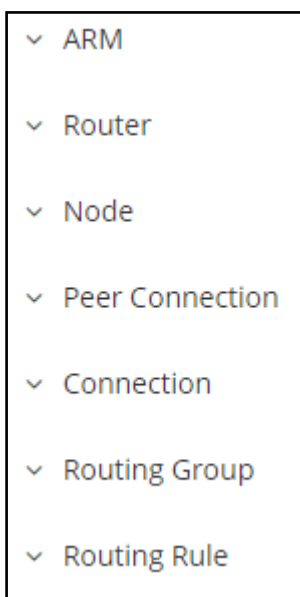 ARM
Router
Node
Peer Connection
Connection
Routing Group
Routing Rule